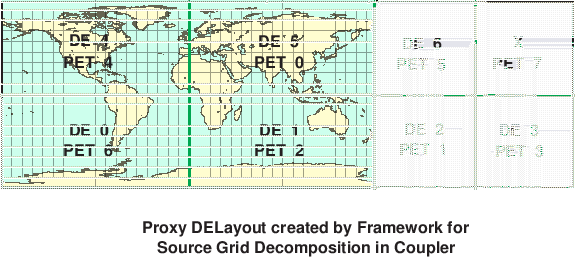 DE 4 DE 5 DE 6 X
PET 4 PET 0 PET 5 PET 7
DE 0 DE 1 DE 2 DE 3
PET 6 PET 2 PET 1 PET 3
Proxy DELayout created by Framework for
Source Grid Decomposition in Coupler